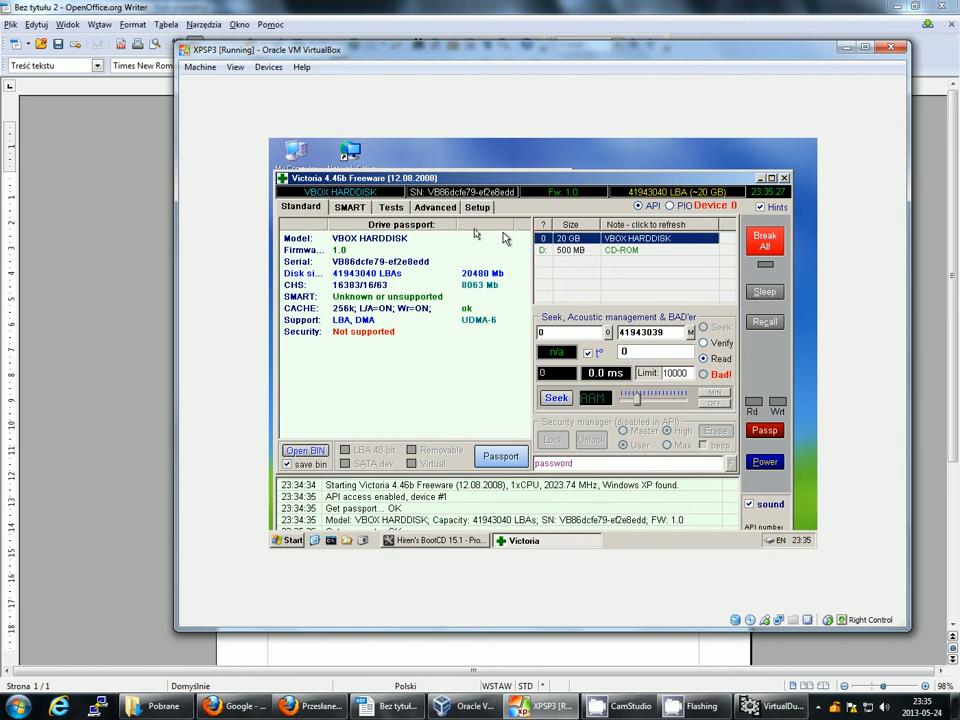 Bez tytułu 2 - OpenOffice.org Writer
Plik Edytuj Widok Wstaw Format Tabela Narzędzia Okno Pomoc
Treść tekstu Times New Rom
XPSP3 [Running] - Oracle VM VirtualBox
Machine View Devices Help
Victoria 4.46b Freeware (12.08.2008)
VBOX HARDDISK SN: VB86dcfe79-ef2e8edd Fw: 1.0 41943040 LBA (~20 GB) 23:35:27
Standard SMART Tests Advanced Setup API PIO Device 0 Hints
Drive passport:
Model: VBOX HARDDISK
Firmwa... 1.0
Serial: VB86dcfe79-ef2e8edd
Disk si... 41943040 LBAs 20480 Mb
CHS: 16383/16/63 8063 Mb
SMART: Unknown or unsupported
CACHE: 256k; L/A=ON; Wr=ON; ok
Support: LBA, DMA UDMA-6
Security: Not supported
? Size Note - click to refresh
0 20 GB VBOX HARDDISK
D: 500 MB CD-ROM
Break All
Sleep
Recall
Seek, Acoustic management & BAD'er
0 0 41943039 M Seek
n/a t° 0 Verify
Read
0 0.0 ms Limit: 10000 Bad!
Seek AAM MIN
OFF
Rd Wrt
Security manager (disabled in API)
Lock Unlock Master High Erase
User Max beep
password F
Passp
Power
Open BIN LBA 48 bit Removable
save bin SATA dev Virtual Passport
23:34:34 Starting Victoria 4.46b Freeware (12.08.2008), 1xCPU, 2023.74 MHz, Windows XP found.
23:34:35 API access enabled, device #1
23:34:35 Get passport... OK
23:34:35 Model: VBOX HARDDISK; Capacity: 41943040 LBAs; SN: VB86dcfe79-ef2e8edd; FW: 1.0
sound
API number
Start Hiren's BootCD 15.1 - Pro... Victoria EN 23:35
Right Control
Strona 1 / 1 Domyślnie Polski WSTAW STD * 98%
Pobrane Google - ... Przesłane... Bez tytuł... Oracle V... XPSP3 [R... CamStudio Flashing VirtualDu... 23:35
2013-05-24